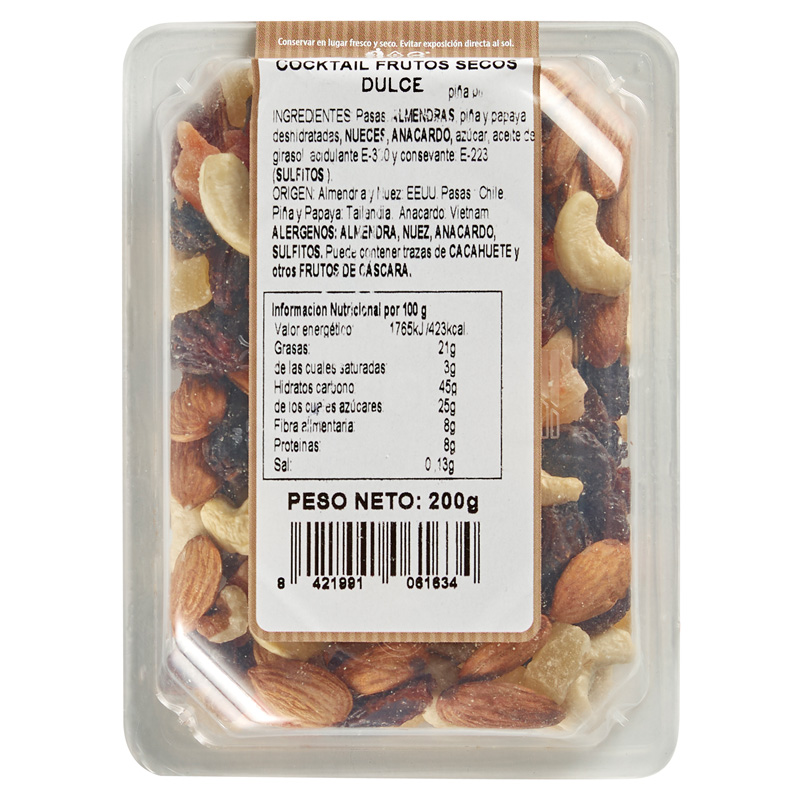 Conservar en lugar fresco y seco. Evitar exposición directa al sol.
COCKTAIL FRUTOS SECOS
DULCE
piña
INGREDIENTES: Pasas, ALMENDRAS, piña y papaya
deshidratadas, NUECES, ANACARDO, azúcar, aceite de
girasol, acidulante E-330 y consevante: E-223
(SULFITOS ).
ORIGEN: Almendra y Nuez: EEUU. Pasas : Chile.
Piña y Papaya: Tailandia. Anacardo: Vietnam.
ALERGENOS: ALMENDRA, NUEZ, ANACARDO,
SULFITOS. Puede contener trazas de CACAHUETE y
otros FRUTOS DE CÁSCARA.
Informacion Nutricional por 100 g
Valor energético: 1765kJ /423kcal.
Grasas: 21g
de las cuales saturadas: 3g
Hidratos carbono: 45g
de los cuales azúcares: 25g
Fibra alimentaria: 8g
Proteinas: 8g
Sal: 0,13g
PESO NETO: 200g
8 421991 061634